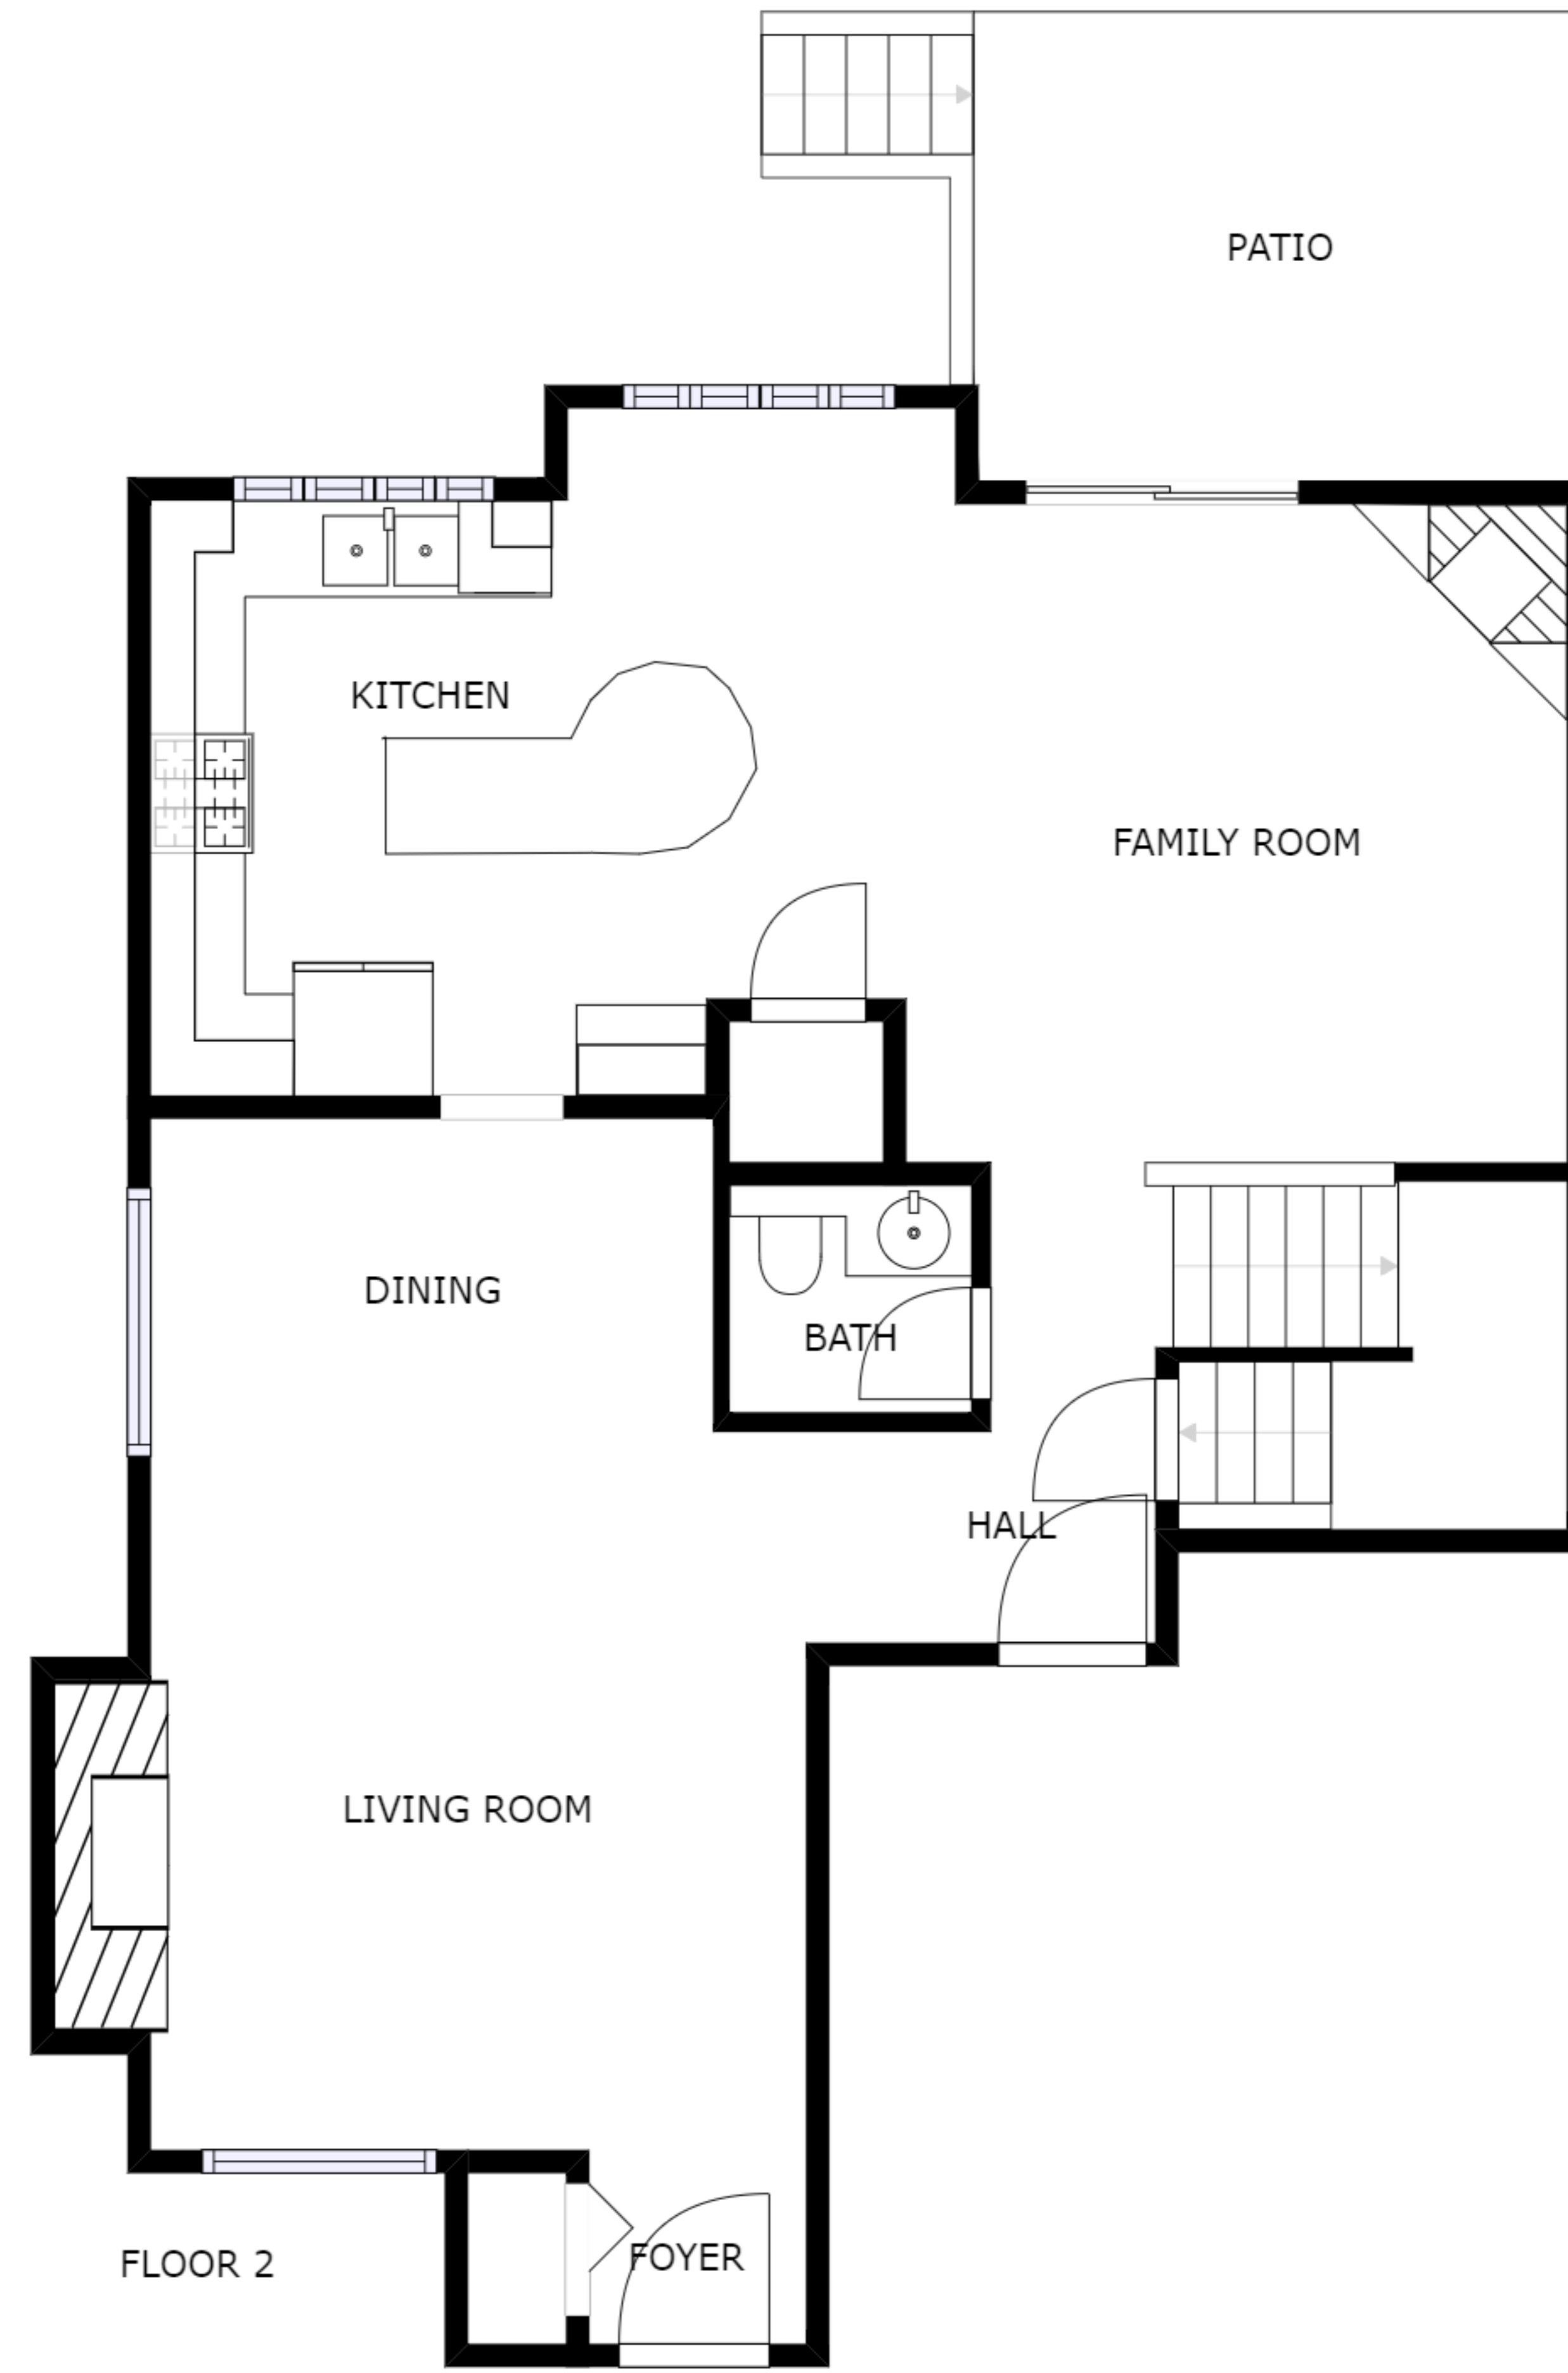 PATIO
KITCHEN
FAMILY ROOM
DINING
BATH
HALL
LIVING ROOM
FOYER
FLOOR 2